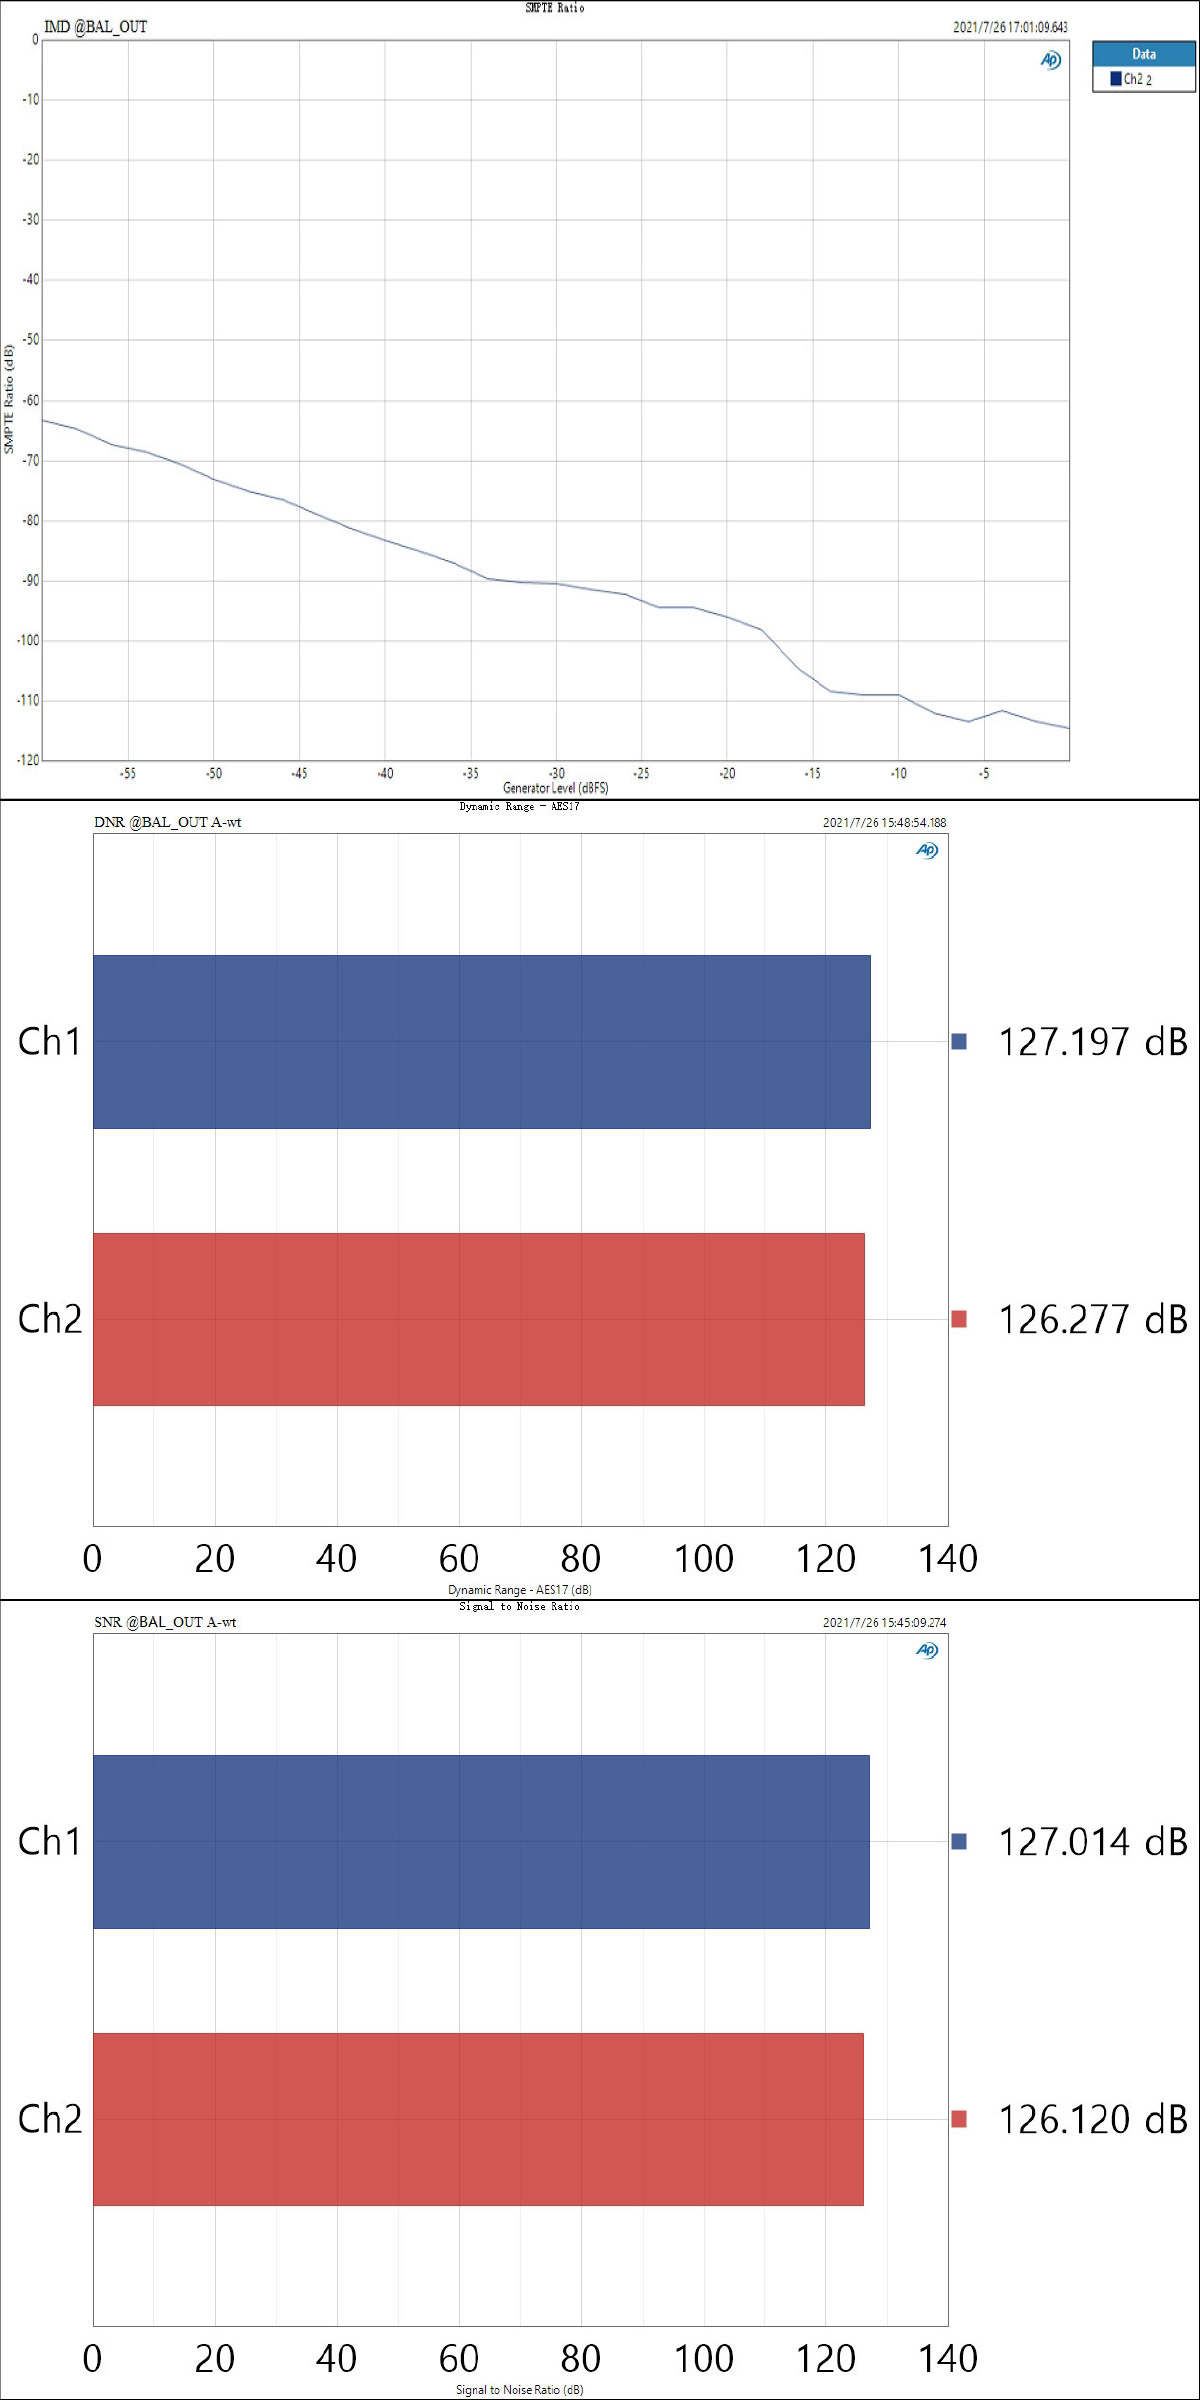 SMPTE Ratio
IMD @BAL_OUT 2021/7/26 17:01:09.643
AP
Data
Ch2 2
0
-10
-20
-30
-40
-50
-60
-70
-80
-90
-100
-110
-120
SMPTE Ratio (dB)
-55 -50 -45 -40 -35 -30 -25 -20 -15 -10 -5
Generator Level (dBFS)
Dynamic Range - AES17
DNR @BAL_OUT A-wt 2021/7/26 15:48:54.188
AP
Ch1 127.197 dB
Ch2 126.277 dB
0 20 40 60 80 100 120 140
Dynamic Range - AES17 (dB)
Signal to Noise Ratio
SNR @BAL_OUT A-wt 2021/7/26 15:45:09.274
AP
Ch1 127.014 dB
Ch2 126.120 dB
0 20 40 60 80 100 120 140
Signal to Noise Ratio (dB)